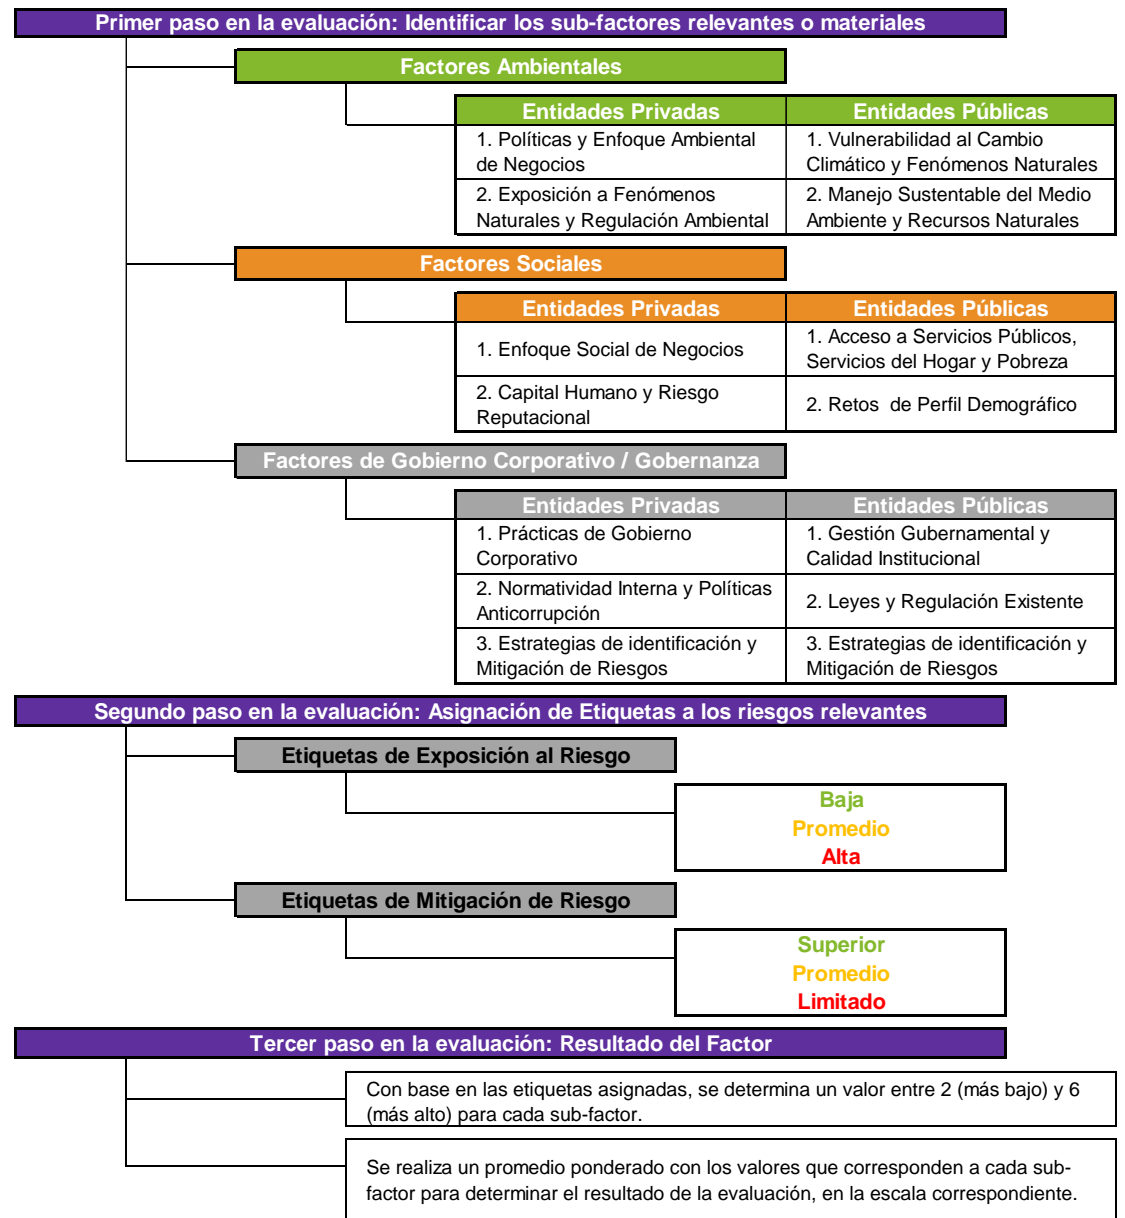 Primer paso en la evaluación: Identificar los sub-factores relevantes o materiales
Factores Ambientales
Entidades Privadas
Entidades Públicas
1. Políticas y Enfoque Ambiental
de Negocios
1. Vulnerabilidad al Cambio
Climático y Fenómenos Naturales
2. Exposición a Fenómenos
Naturales y Regulación Ambiental
2. Manejo Sustentable del Medio
Ambiente y Recursos Naturales
Factores Sociales
Entidades Privadas
Entidades Públicas
1. Enfoque Social de Negocios
1. Acceso a Servicios Públicos,
Servicios del Hogar y Pobreza
2. Capital Humano y Riesgo
Reputacional
2. Retos  de Perfil Demográfico
Factores de Gobierno Corporativo / Gobernanza
Entidades Privadas
Entidades Públicas
1. Prácticas de Gobierno
Corporativo
1. Gestión Gubernamental y
Calidad Institucional
2. Normatividad Interna y Políticas
Anticorrupción
2. Leyes y Regulación Existente
3. Estrategias de identificación y
Mitigación de Riesgos
3. Estrategias de identificación y
Mitigación de Riesgos
Segundo paso en la evaluación: Asignación de Etiquetas a los riesgos relevantes
Etiquetas de Exposición al Riesgo
Baja
Promedio
Alta
Etiquetas de Mitigación de Riesgo
Superior
Promedio
Limitado
Tercer paso en la evaluación: Resultado del Factor
Con base en las etiquetas asignadas, se determina un valor entre 2 (más bajo) y 6
(más alto) para cada sub-factor.
Se realiza un promedio ponderado con los valores que corresponden a cada sub-
factor para determinar el resultado de la evaluación, en la escala correspondiente.